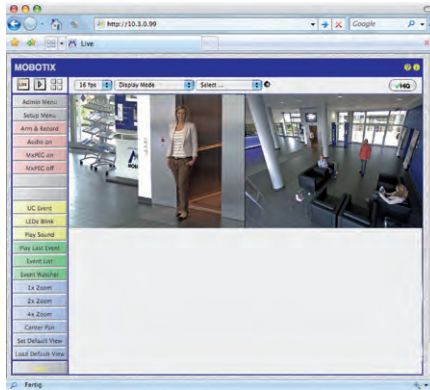 http://10.3.0.99
Google
Live
MOBOTIX
LIVE
16 fps
Display Mode
Select ...
HQ
Admin Menu
Setup Menu
Arm & Record
Audio on
MxPEG on
MxPEG off
UC Event
LEDs Blink
Play Sound
Play Last Event
Event List
Event Watcher
1x Zoom
2x Zoom
4x Zoom
Center Pan
Set Default View
Load Default View
Fertig